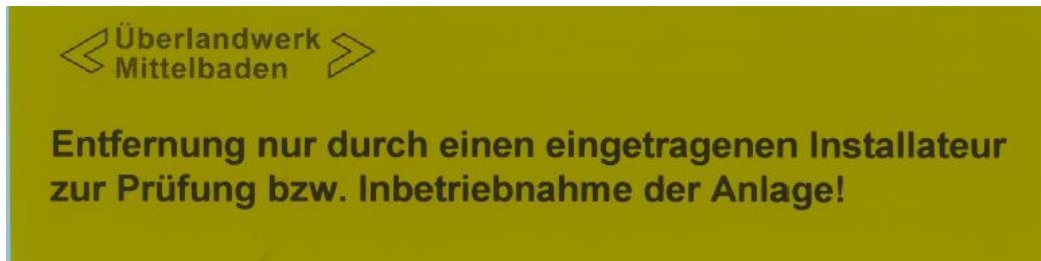 Überlandwerk
Mittelbaden
Entfernung nur durch einen eingetragenen Installateur
zur Prüfung bzw. Inbetriebnahme der Anlage!